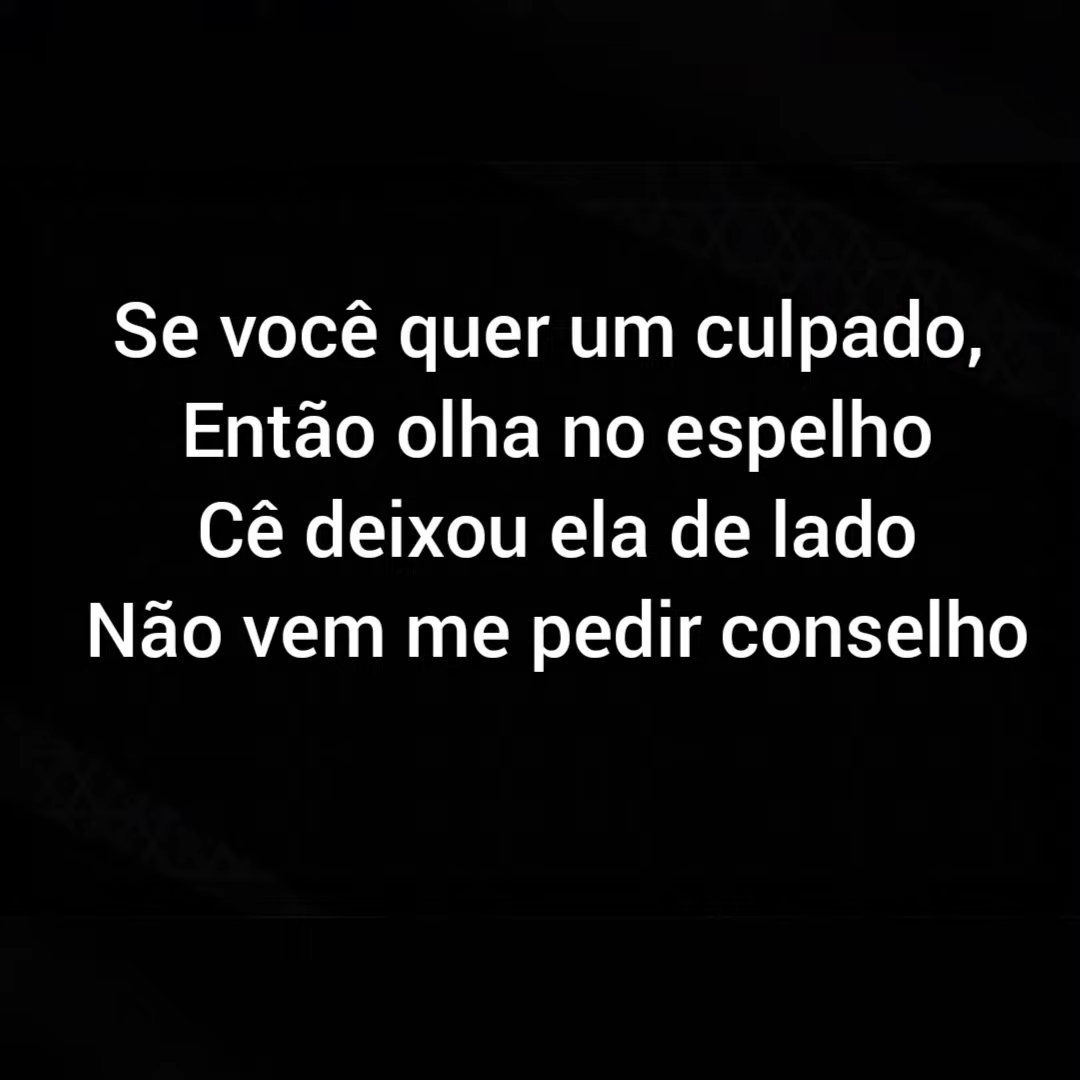 Se você quer um culpado,
Então olha no espelho
Cê deixou ela de lado
Não vem me pedir conselho